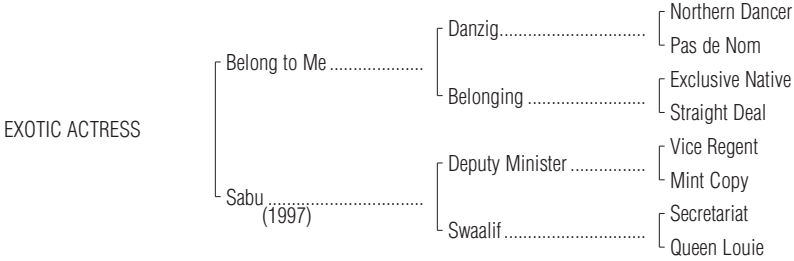 Northern Dancer
Danzig..............................
Pas de Nom
Belong to Me ....................
Exclusive Native
Belonging .........................
Straight Deal
EXOTIC ACTRESS
Vice Regent
Deputy Minister ................
Mint Copy
Sabu .................................
(1997)
Secretariat
Swaalif..............................
Queen Louie